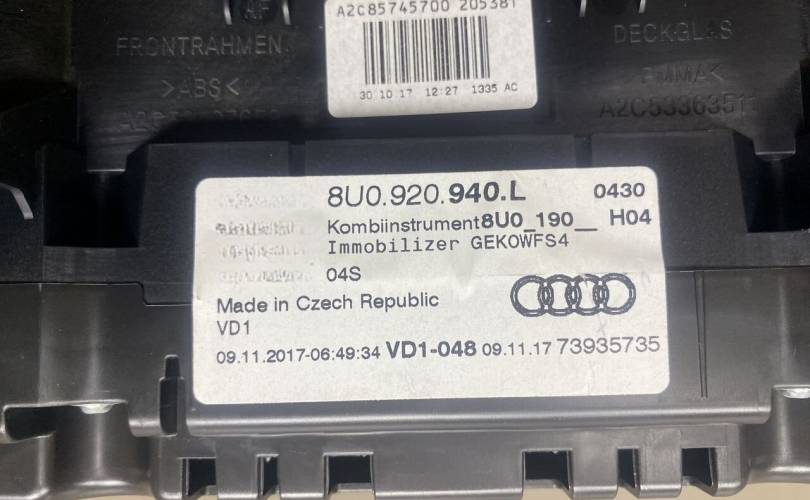 A2C85745700 205381
FRONTRAHMEN
>ABS<
30 10 17 12:27 1335 AC
DECKGLAS
8U0.920.940.L 0430
Kombiinstrument8U0_190__ H04
Immobilizer GEKOWFS4
04S
Made in Czech Republic
VD1
09.11.2017-06:49:34 VD1-048 09.11.17 73935735